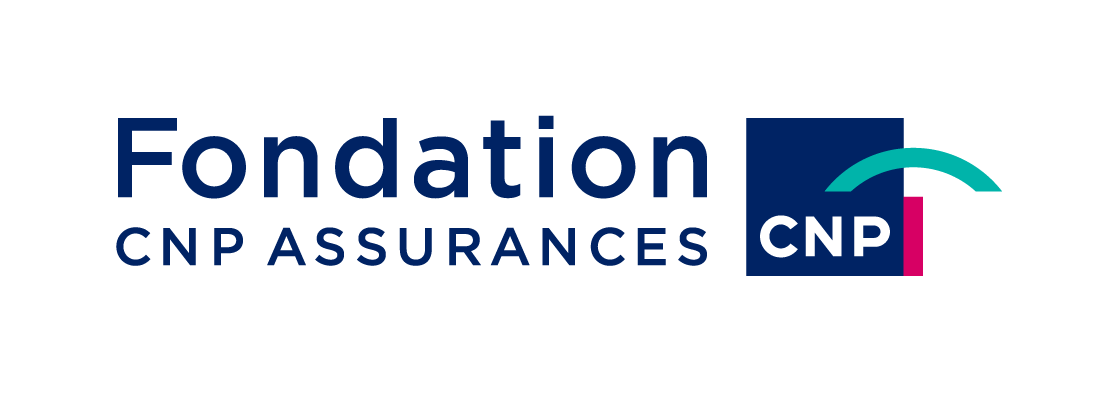 Fondation
CNP ASSURANCES
CNP